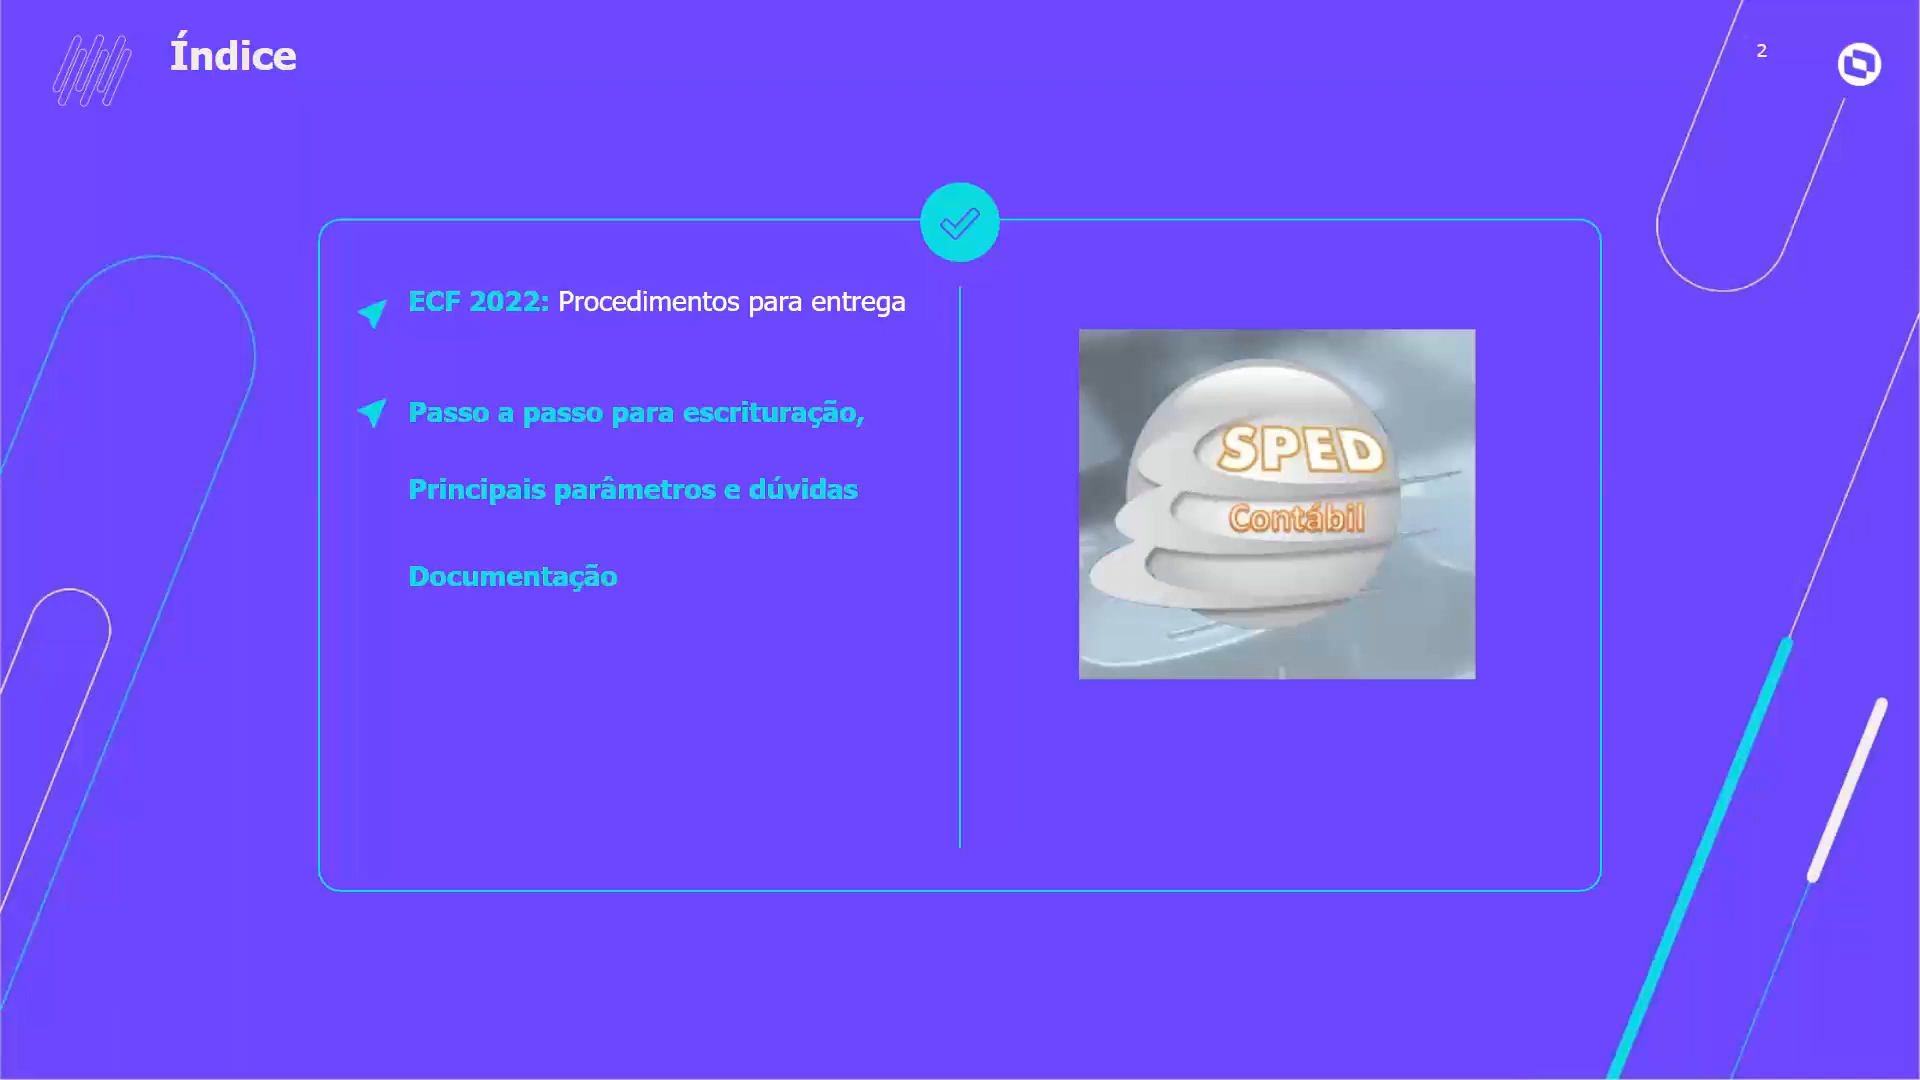 Índice
2
ECF 2022: Procedimentos para entrega
Passo a passo para escrituração,
Principais parâmetros e dúvidas
Documentação
SPED
Contábil